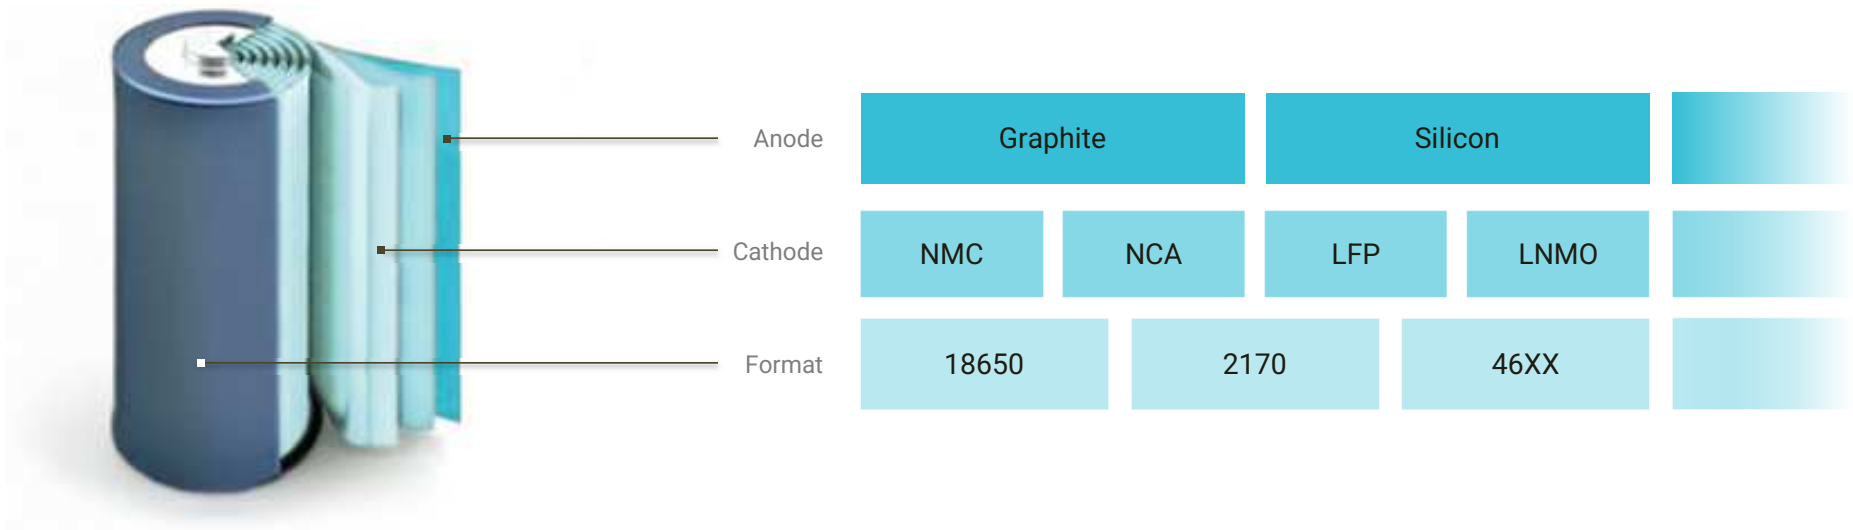 Anode Graphite Silicon
Cathode NMC NCA LFP LNMO
Format 18650 2170 46XX